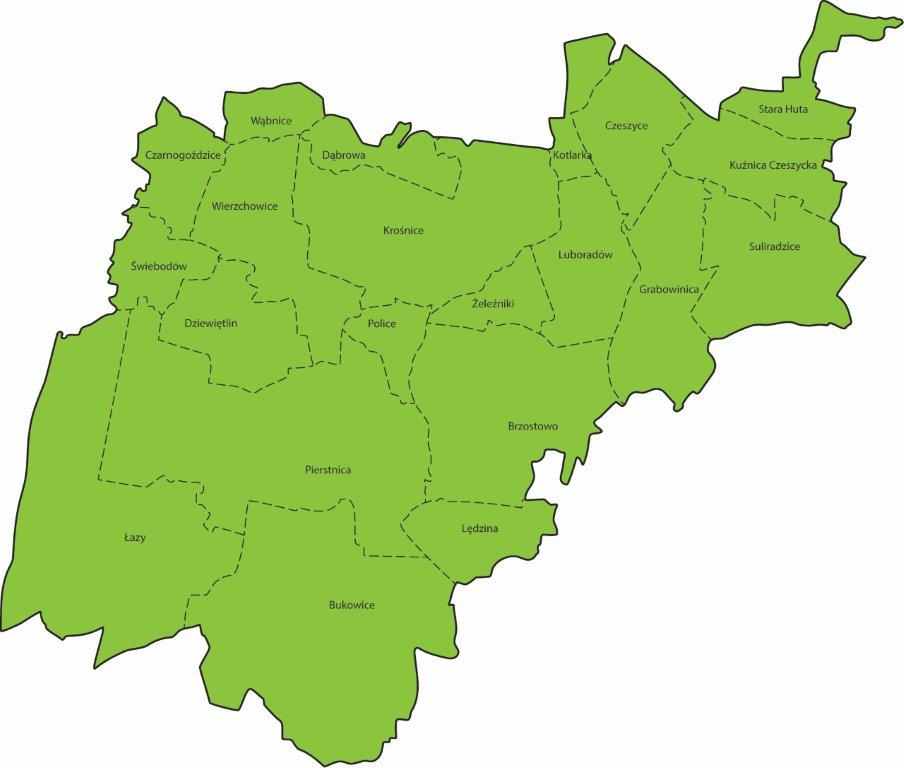 Stara Huta
Wąbnice
Czeszyce
Czarnogoździce
Dąbrowa
Kotlarka
Kuźnica Czeszycka
Wierzchowice
Krośnice
Suliradzice
Luboradów
Świebodów
Grabowinica
Żeleźniki
Dziewiętlin
Police
Brzostowo
Pierstnica
Lędzina
Łazy
Bukowice